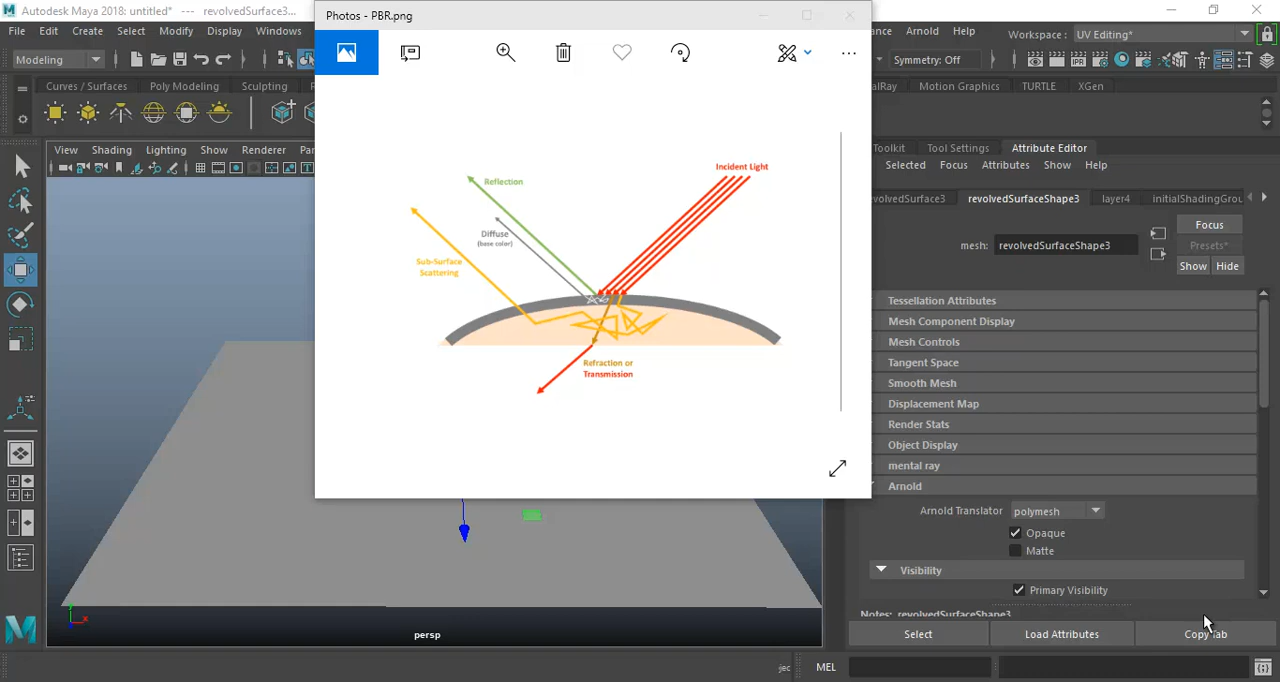 Autodesk Maya 2018: untitled* --- revolvedSurface3...
Photos - PBR.png
File Edit Create Select Modify Display Windows
Arnold Help
Workspace : UV Editing*
Modeling
Symmetry: Off
Curves / Surfaces Poly Modeling Sculpting
Motion Graphics TURTLE XGen
View Shading Lighting Show Renderer
Toolkit Tool Settings Attribute Editor
Selected Focus Attributes Show Help
revolvedSurfaceShape3 layer4
Incident Light
Reflection
Diffuse
(base color)
Sub-Surface
Scattering
Refraction or
Transmission
persp
Focus
mesh: revolvedSurfaceShape3
Presets*
Show Hide
Tessellation Attributes
Mesh Component Display
Mesh Controls
Tangent Space
Smooth Mesh
Displacement Map
Render Stats
Object Display
mental ray
Arnold
Arnold Translator polymesh
Opaque
Matte
Visibility
Primary Visibility
Notes: revolvedSurfaceShape3
Select Load Attributes Copy Tab
MEL